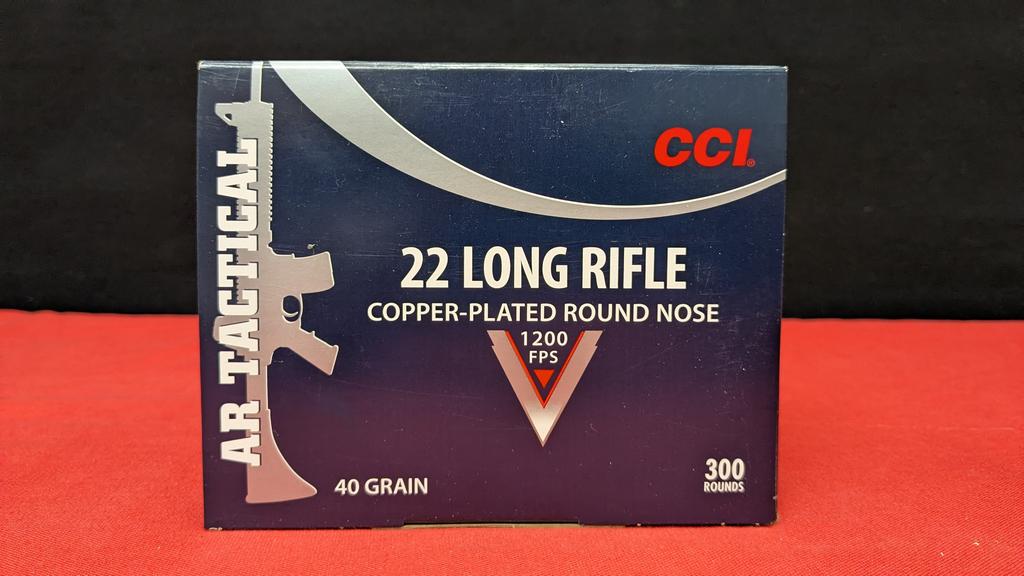 CCI®
AR TACTICAL
22 LONG RIFLE
COPPER-PLATED ROUND NOSE
1200
FPS
40 GRAIN
300
ROUNDS